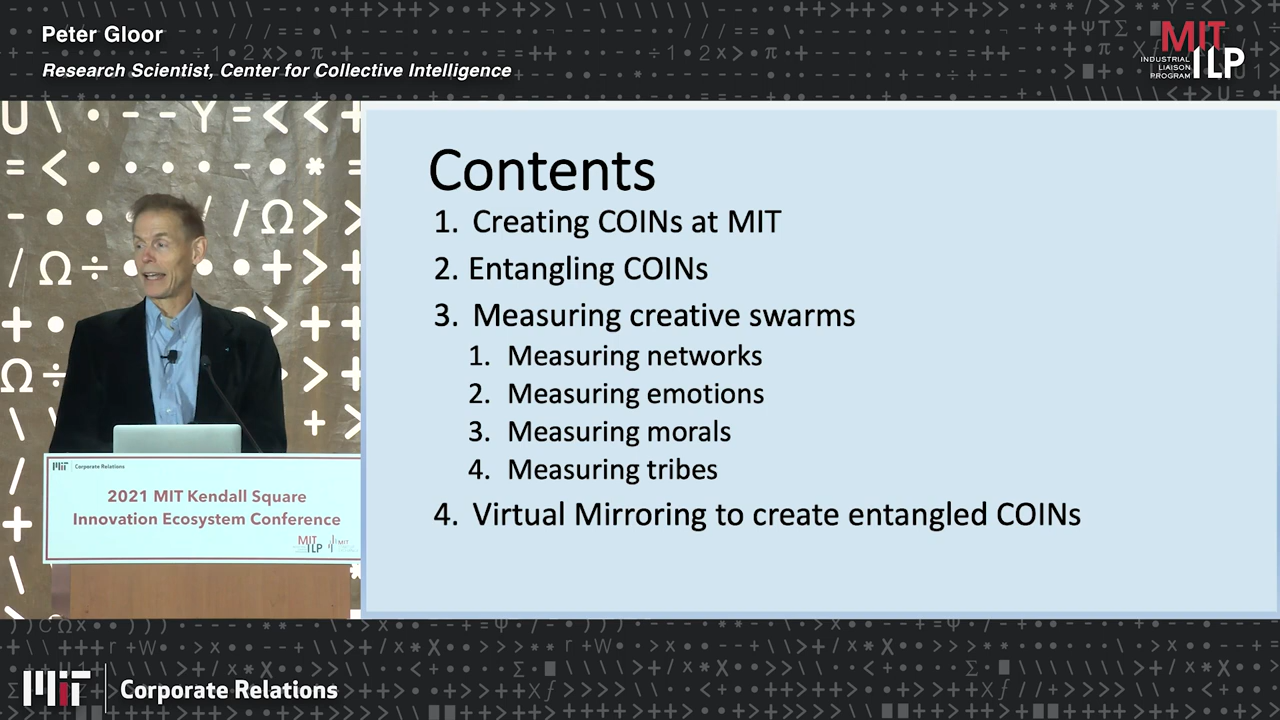 Peter Gloor
Research Scientist, Center for Collective Intelligence
MIT
INDUSTRIAL
LIAISON
PROGRAM
ILP
Contents
1. Creating COINs at MIT
2. Entangling COINs
3. Measuring creative swarms
1. Measuring networks
2. Measuring emotions
3. Measuring morals
4. Measuring tribes
4. Virtual Mirroring to create entangled COINs
MIT Corporate Relations
2021 MIT Kendall Square
Innovation Ecosystem Conference
MIT
ILP
MIT Corporate Relations